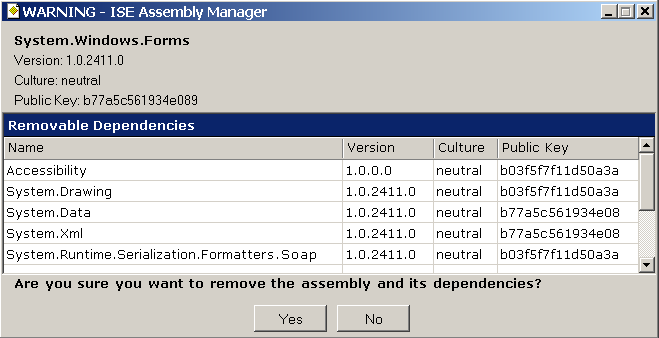 WARNING - ISE Assembly Manager
System.Windows.Forms
Version: 1.0.2411.0
Culture: neutral
Public Key: b77a5c561934e089
Removable Dependencies
Name Version Culture Public Key
Accessibility 1.0.0.0 neutral b03f5f7f11d50a3a
System.Drawing 1.0.2411.0 neutral b03f5f7f11d50a3a
System.Data 1.0.2411.0 neutral b77a5c561934e08
System.Xml 1.0.2411.0 neutral b77a5c561934e08
System.Runtime.Serialization.Formatters.Soap 1.0.2411.0 neutral b03f5f7f11d50a3a
Are you sure you want to remove the assembly and its dependencies?
Yes No